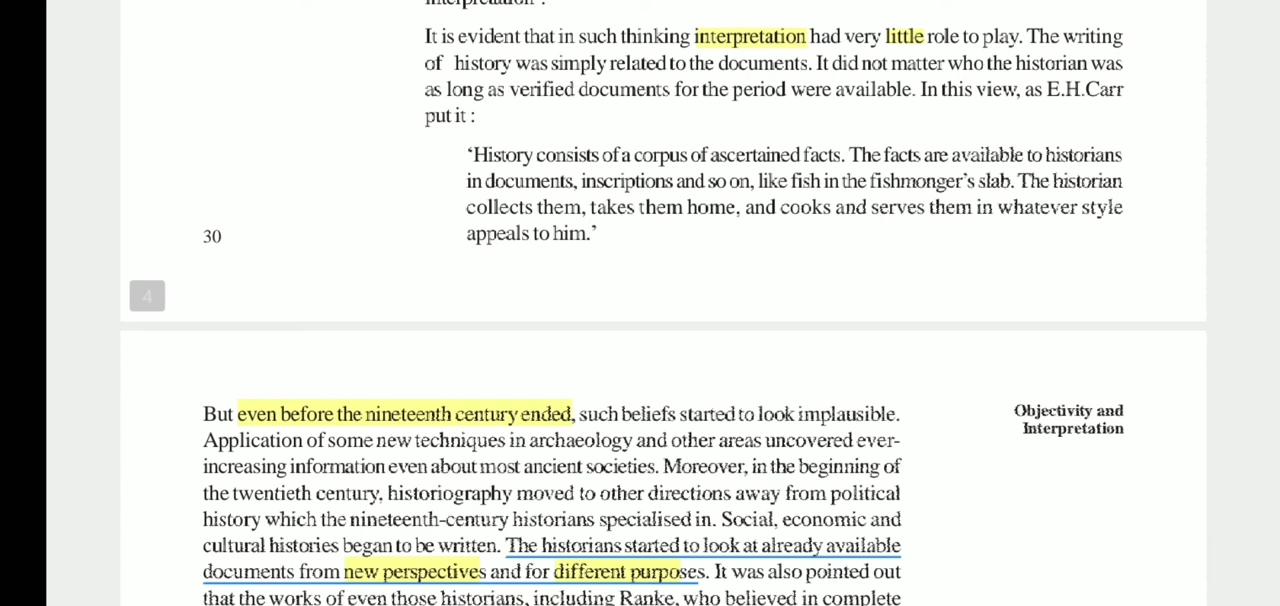 interpretation'.
It is evident that in such thinking interpretation had very little role to play. The writing
of history was simply related to the documents. It did not matter who the historian was
as long as verified documents for the period were available. In this view, as E.H.Carr
put it :
‘History consists of a corpus of ascertained facts. The facts are available to historians
in documents, inscriptions and so on, like fish in the fishmonger’s slab. The historian
collects them, takes them home, and cooks and serves them in whatever style
appeals to him.’
30
4
But even before the nineteenth century ended, such beliefs started to look implausible.
Application of some new techniques in archaeology and other areas uncovered ever-
increasing information even about most ancient societies. Moreover, in the beginning of
the twentieth century, historiography moved to other directions away from political
history which the nineteenth-century historians specialised in. Social, economic and
cultural histories began to be written. The historians started to look at already available
documents from new perspectives and for different purposes. It was also pointed out
that the works of even those historians, including Ranke, who believed in complete
Objectivity and
Interpretation